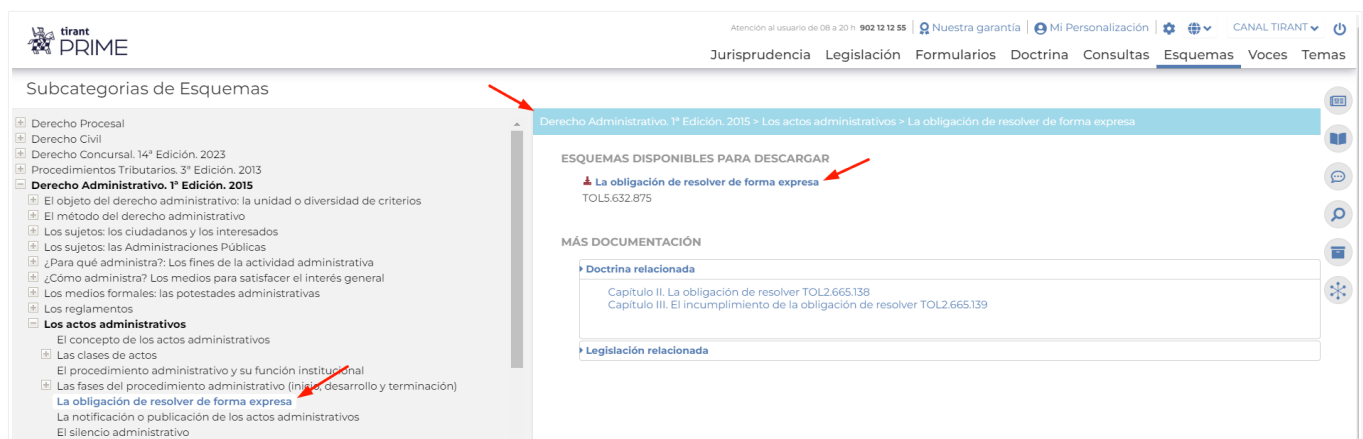 tirant
PRIME
Atención al usuario de 08 a 20 h 902 12 12 55
Nuestra garantía
Mi Personalización
CANAL TIRANT
Jurisprudencia Legislación Formularios Doctrina Consultas Esquemas Voces Temas
Subcategorias de Esquemas
Derecho Procesal
Derecho Civil
Derecho Concursal. 14ª Edición. 2023
Procedimientos Tributarios. 3ª Edición. 2013
Derecho Administrativo. 1ª Edición. 2015
El objeto del derecho administrativo: la unidad o diversidad de criterios
El método del derecho administrativo
Los sujetos: los ciudadanos y los interesados
Los sujetos: las Administraciones Públicas
¿Para qué administra?: Los fines de la actividad administrativa
¿Cómo administra? Los medios para satisfacer el interés general
Los medios formales: las potestades administrativas
Los reglamentos
Los actos administrativos
El concepto de los actos administrativos
Las clases de actos
El procedimiento administrativo y su función institucional
Las fases del procedimiento administrativo (inicio, desarrollo y terminación)
La obligación de resolver de forma expresa
La notificación o publicación de los actos administrativos
El silencio administrativo
Derecho Administrativo. 1ª Edición. 2015 > Los actos administrativos > La obligación de resolver de forma expresa
ESQUEMAS DISPONIBLES PARA DESCARGAR
La obligación de resolver de forma expresa
TOL5.632.875
MÁS DOCUMENTACIÓN
Doctrina relacionada
Capítulo II. La obligación de resolver TOL2.665.138
Capítulo III. El incumplimiento de la obligación de resolver TOL2.665.139
Legislación relacionada